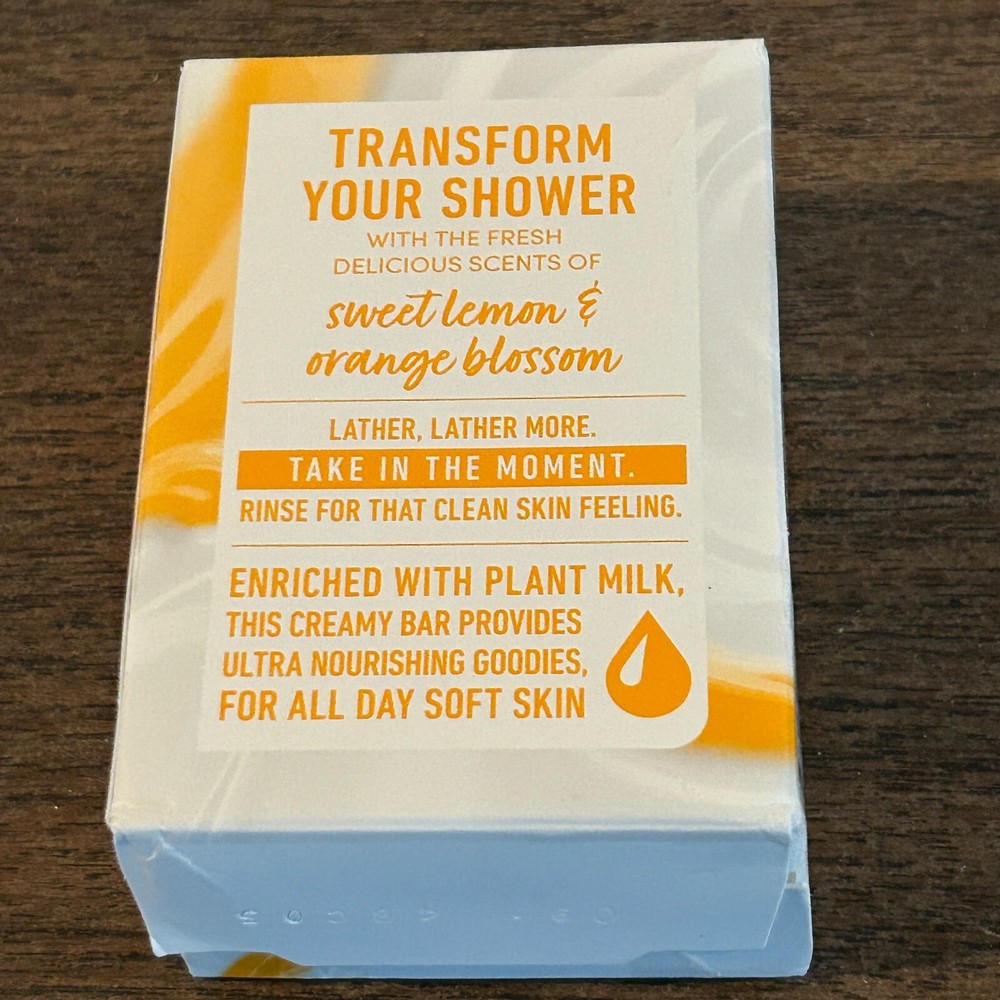 TRANSFORM
YOUR SHOWER
WITH THE FRESH
DELICIOUS SCENTS OF
sweet lemon &
orange blossom
LATHER, LATHER MORE.
TAKE IN THE MOMENT.
RINSE FOR THAT CLEAN SKIN FEELING.
ENRICHED WITH PLANT MILK,
THIS CREAMY BAR PROVIDES
ULTRA NOURISHING GOODIES,
FOR ALL DAY SOFT SKIN